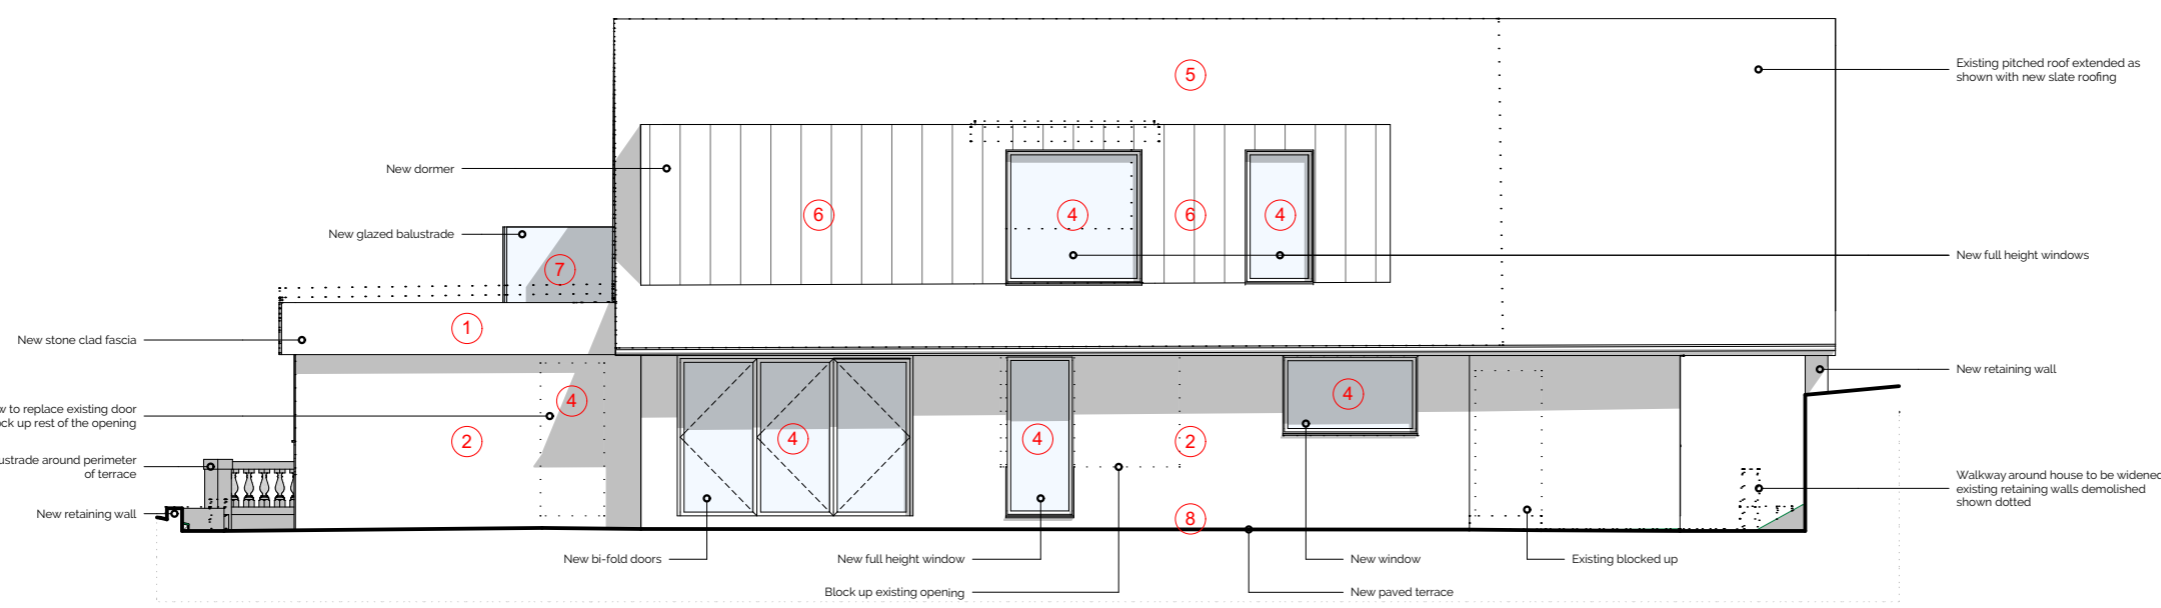 5
Existing pitched roof extended as
shown with new slate roofing
New dormer
6
4
6
4
New glazed balustrade
7
New full height windows
1
New stone clad fascia
New retaining wall
4
4
to replace existing door
up rest of the opening
2
4
4
2
around perimeter
of terrace
Walkway around house to be widened
existing retaining walls demolished
shown dotted
New retaining wall
8
New bi-fold doors
New full height window
New window
Existing blocked up
Block up existing opening
New paved terrace